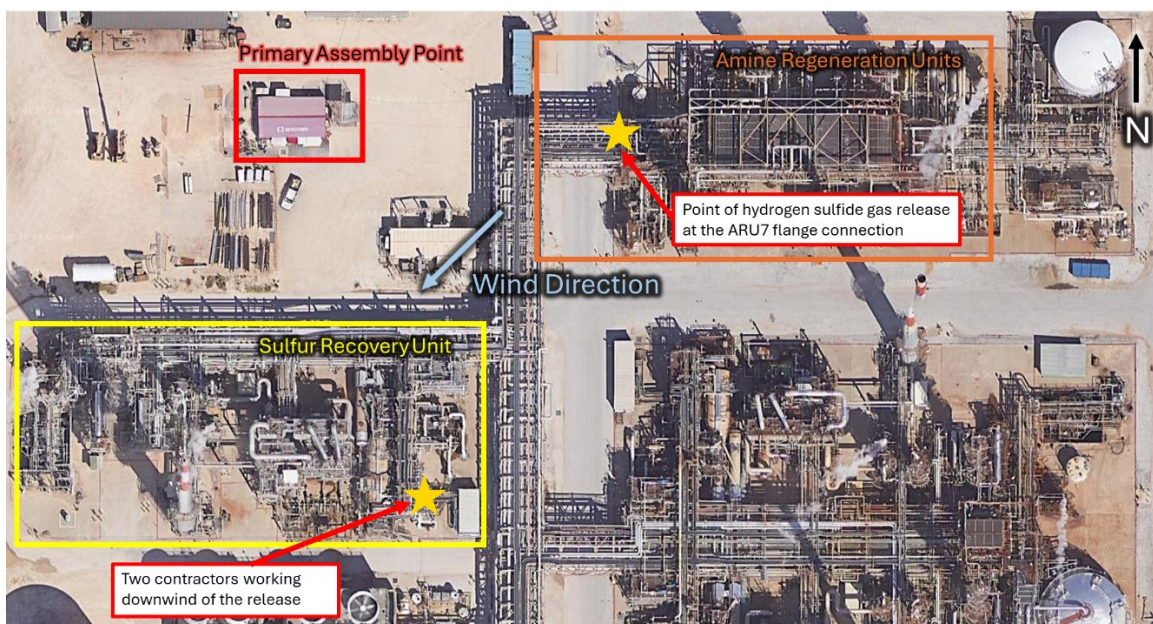 Primary Assembly Point
Amine Regeneration Units
N
Point of hydrogen sulfide gas release
at the ARU7 flange connection
Wind Direction
Sulfur Recovery Unit
Two contractors working
downwind of the release